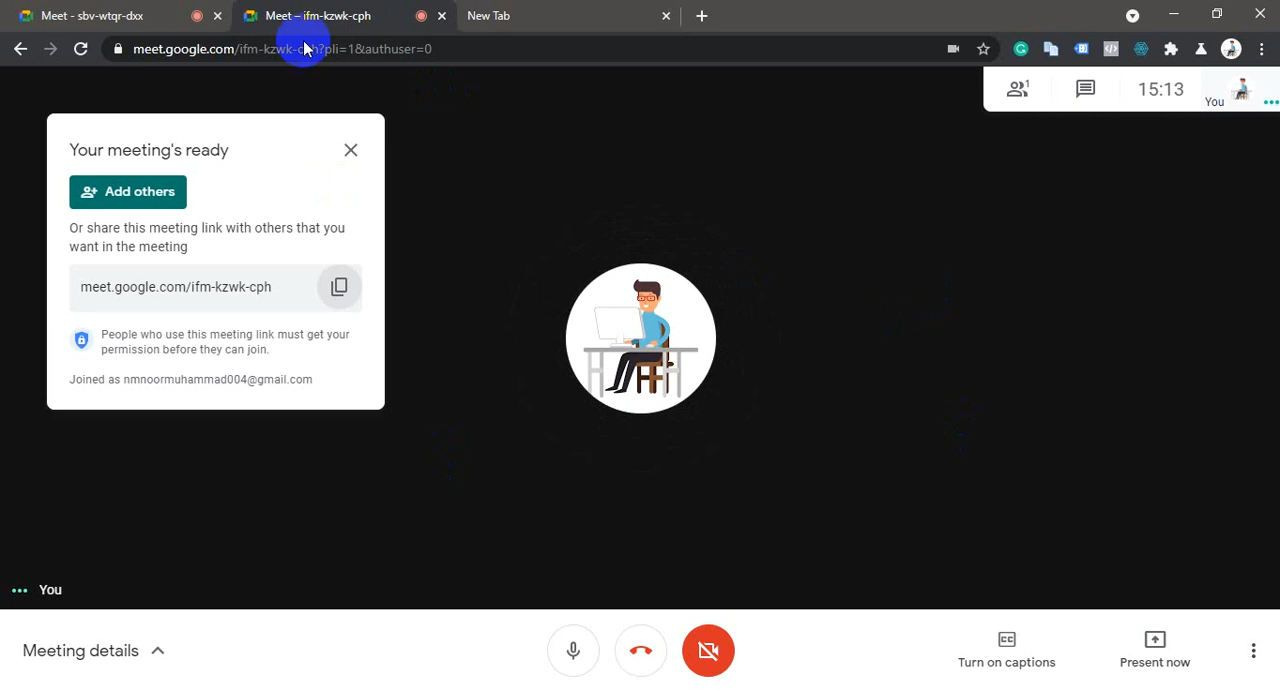 Meet - sbv-wtqr-dxx
Meet – ifm-kzwk-cph
New Tab
meet.google.com/ifm-kzwk-cph?pli=1&authuser=0
1
15:13
You
Your meeting's ready
Add others
Or share this meeting link with others that you
want in the meeting
meet.google.com/ifm-kzwk-cph
People who use this meeting link must get your
permission before they can join.
Joined as nmnoormuhammad004@gmail.com
You
Meeting details
CC
Turn on captions
Present now